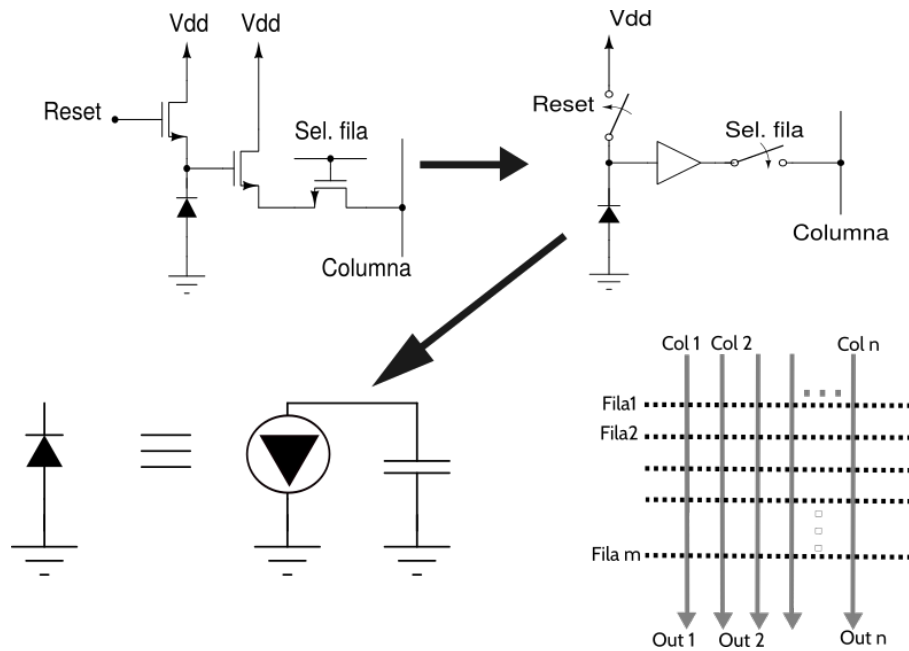 Vdd
Vdd
Reset
Sel. fila
Columna
Vdd
Reset
Sel. fila
Columna
Col 1
Col 2
Col n
Fila1
Fila2
Fila m
Out 1
Out 2
Out n